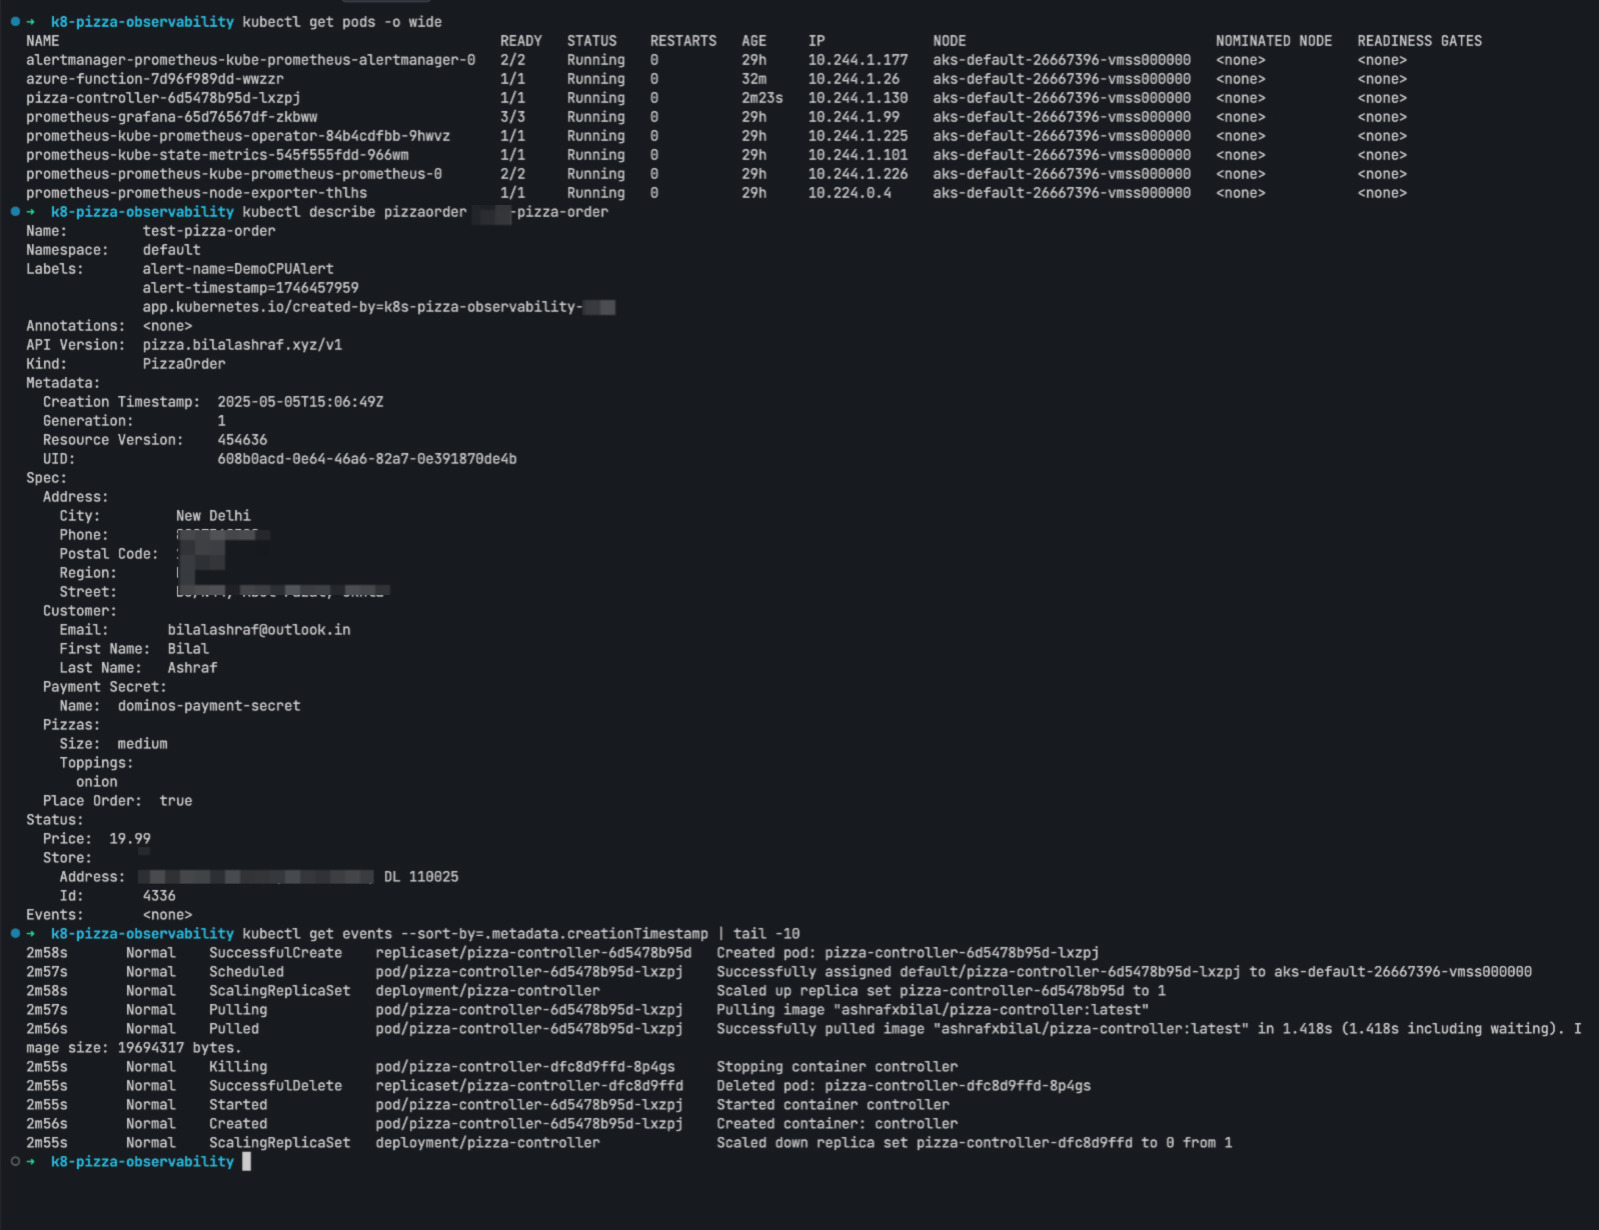 ➜ k8-pizza-observability kubectl get pods -o wide
NAME READY STATUS RESTARTS AGE IP NODE NOMINATED NODE READINESS GATES
alertmanager-prometheus-kube-prometheus-alertmanager-0 2/2 Running 0 29h 10.244.1.177 aks-default-26667396-vmss000000 <none> <none>
azure-function-7d96f989dd-wwzzr 1/1 Running 0 32m 10.244.1.26 aks-default-26667396-vmss000000 <none> <none>
pizza-controller-6d5478b95d-lxzpj 1/1 Running 0 2m23s 10.244.1.130 aks-default-26667396-vmss000000 <none> <none>
prometheus-grafana-65d76567df-zkbww 3/3 Running 0 29h 10.244.1.99 aks-default-26667396-vmss000000 <none> <none>
prometheus-kube-prometheus-operator-84b4cdfbb-9hwvz 1/1 Running 0 29h 10.244.1.225 aks-default-26667396-vmss000000 <none> <none>
prometheus-kube-state-metrics-545f555fdd-966wm 1/1 Running 0 29h 10.244.1.101 aks-default-26667396-vmss000000 <none> <none>
prometheus-prometheus-kube-prometheus-prometheus-0 2/2 Running 0 29h 10.244.1.226 aks-default-26667396-vmss000000 <none> <none>
prometheus-prometheus-node-exporter-thlhs 1/1 Running 0 29h 10.224.0.4 aks-default-26667396-vmss000000 <none> <none>
➜ k8-pizza-observability kubectl describe pizzaorder -pizza-order
Name: test-pizza-order
Namespace: default
Labels: alert-name=DemoCPUAlert
alert-timestamp=1746457959
app.kubernetes.io/created-by=k8s-pizza-observability-
Annotations: <none>
API Version: pizza.bilalashraf.xyz/v1
Kind: PizzaOrder
Metadata:
Creation Timestamp: 2025-05-05T15:06:49Z
Generation: 1
Resource Version: 454636
UID: 608b0acd-0e64-46a6-82a7-0e391870de4b
Spec:
Address:
City: New Delhi
Phone:
Postal Code:
Region:
Street:
Customer:
Email: bilalashraf@outlook.in
First Name: Bilal
Last Name: Ashraf
Payment Secret:
Name: dominos-payment-secret
Pizzas:
Size: medium
Toppings:
onion
Place Order: true
Status:
Price: 19.99
Store:
Address: DL 110025
Id: 4336
Events: <none>
➜ k8-pizza-observability kubectl get events --sort-by=.metadata.creationTimestamp | tail -10
2m58s Normal SuccessfulCreate replicaset/pizza-controller-6d5478b95d Created pod: pizza-controller-6d5478b95d-lxzpj
2m57s Normal Scheduled pod/pizza-controller-6d5478b95d-lxzpj Successfully assigned default/pizza-controller-6d5478b95d-lxzpj to aks-default-26667396-vmss000000
2m58s Normal ScalingReplicaSet deployment/pizza-controller Scaled up replica set pizza-controller-6d5478b95d to 1
2m57s Normal Pulling pod/pizza-controller-6d5478b95d-lxzpj Pulling image "ashrafxbilal/pizza-controller:latest"
2m56s Normal Pulled pod/pizza-controller-6d5478b95d-lxzpj Successfully pulled image "ashrafxbilal/pizza-controller:latest" in 1.418s (1.418s including waiting). I
mage size: 19694317 bytes.
2m55s Normal Killing pod/pizza-controller-dfc8d9ffd-8p4gs Stopping container controller
2m55s Normal SuccessfulDelete replicaset/pizza-controller-dfc8d9ffd Deleted pod: pizza-controller-dfc8d9ffd-8p4gs
2m55s Normal Started pod/pizza-controller-6d5478b95d-lxzpj Started container controller
2m56s Normal Created pod/pizza-controller-6d5478b95d-lxzpj Created container: controller
2m55s Normal ScalingReplicaSet deployment/pizza-controller Scaled down replica set pizza-controller-dfc8d9ffd to 0 from 1
➜ k8-pizza-observability